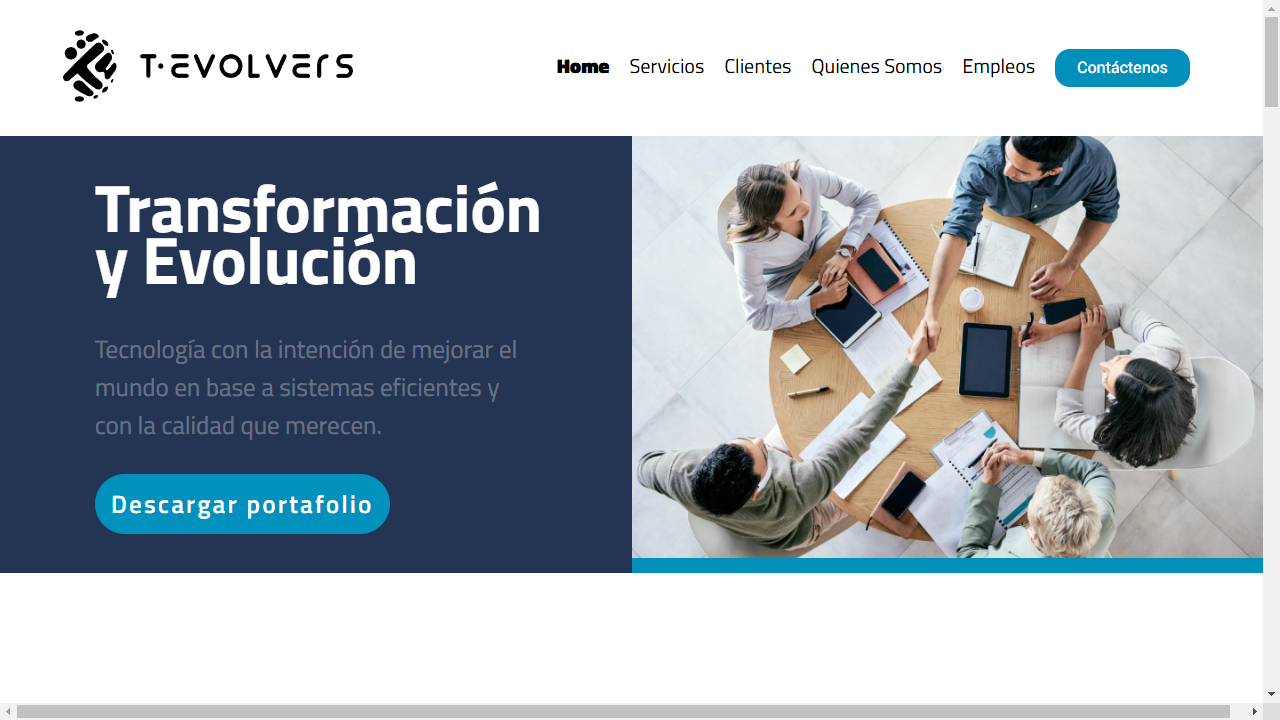 T·EVOLVERS
Home Servicios Clientes Quienes Somos Empleos Contáctenos
Transformación
y Evolución
Tecnología con la intención de mejorar el
mundo en base a sistemas eficientes y
con la calidad que merecen.
Descargar portafolio